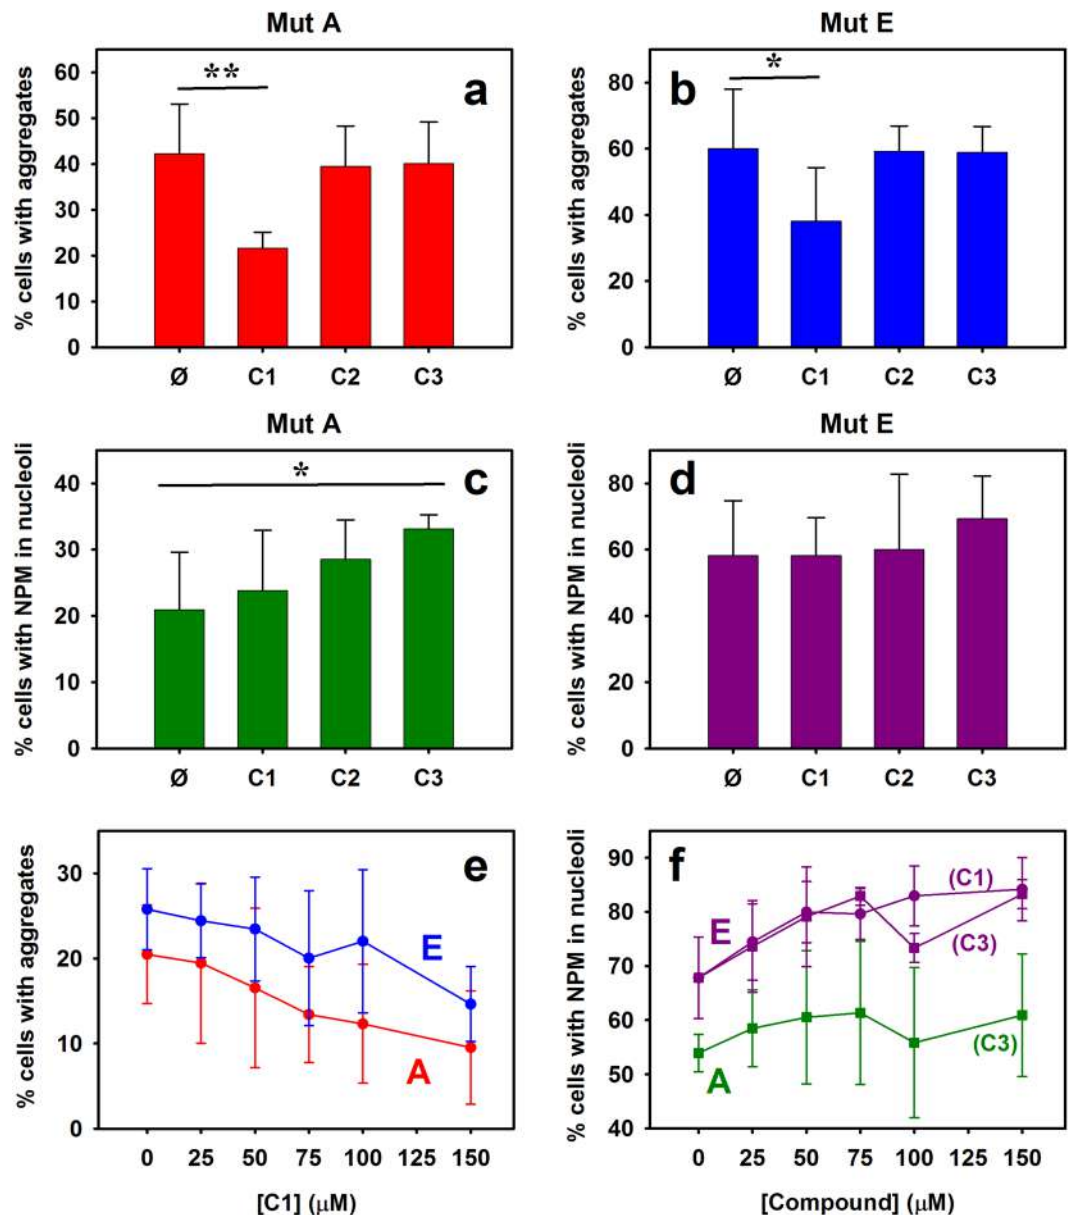 Mut A
% cells with aggregates
60
50
40
30
20
10
0
**
a
Ø C1 C2 C3
Mut E
% cells with aggregates
80
60
40
20
0
*
b
Ø C1 C2 C3
Mut A
% cells with NPM in nucleoli
40
30
20
10
0
*
c
Ø C1 C2 C3
Mut E
% cells with NPM in nucleoli
80
60
40
20
0
d
Ø C1 C2 C3
% cells with aggregates
30
20
10
0
e
E
A
0 25 50 75 100 125 150
[C1] (µM)
% cells with NPM in nucleoli
90
80
70
60
50
40
f
(C1)
E
(C3)
(C3)
A
0 25 50 75 100 125 150
[Compound] (µM)